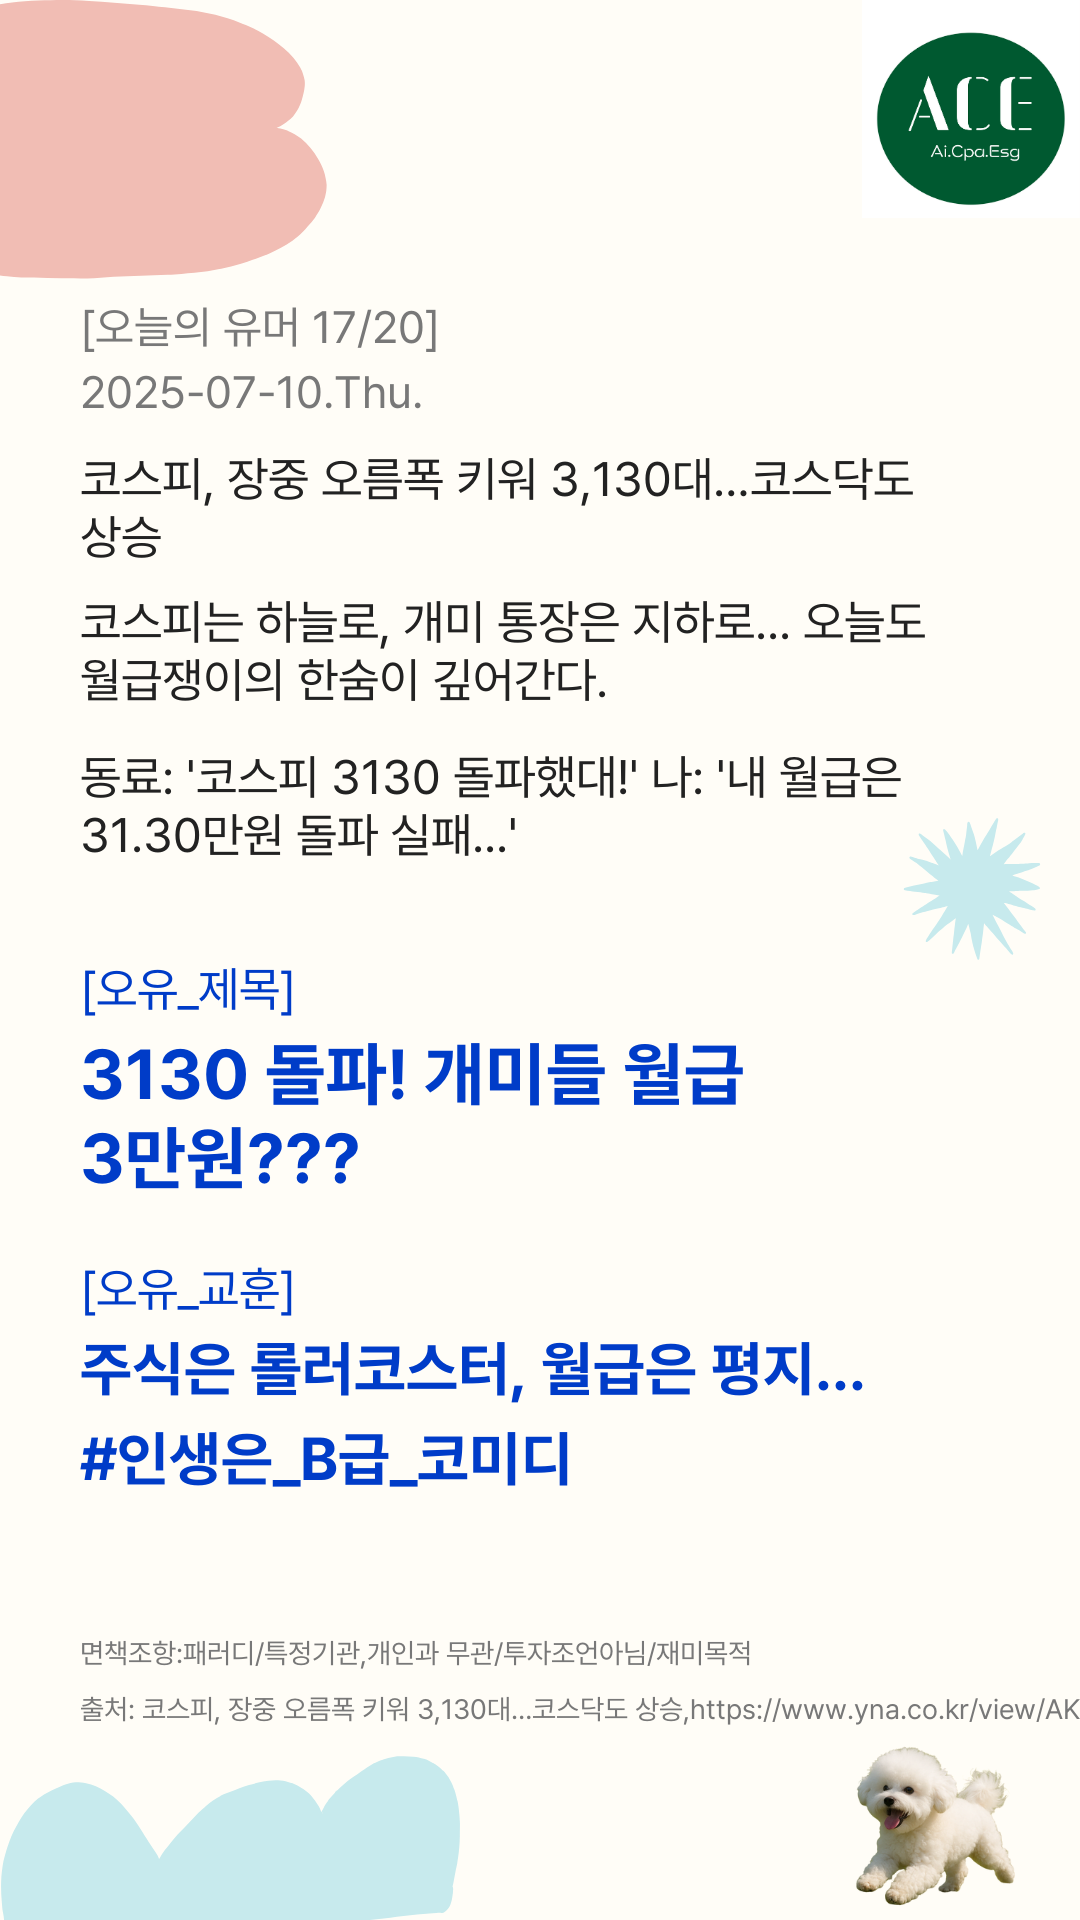 ACE
Ai.Cpa.Esg
[오늘의 유머 17/20]
2025-07-10.Thu.
코스피, 장중 오름폭 키워 3,130대...코스닥도
상승
코스피는 하늘로, 개미 통장은 지하로... 오늘도
월급쟁이의 한숨이 깊어간다.
동료: '코스피 3130 돌파했대!' 나: '내 월급은
31.30만원 돌파 실패...'
[오유_제목]
3130 돌파! 개미들 월급
3만원???
[오유_교훈]
주식은 롤러코스터, 월급은 평지...
#인생은_B급_코미디
면책조항:패러디/특정기관,개인과 무관/투자조언아님/재미목적
출처: 코스피, 장중 오름폭 키워 3,130대...코스닥도 상승,https://www.yna.co.kr/view/AK